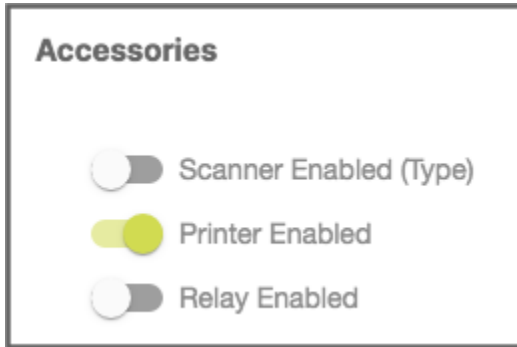 Accessories
Scanner Enabled (Type)
Printer Enabled
Relay Enabled